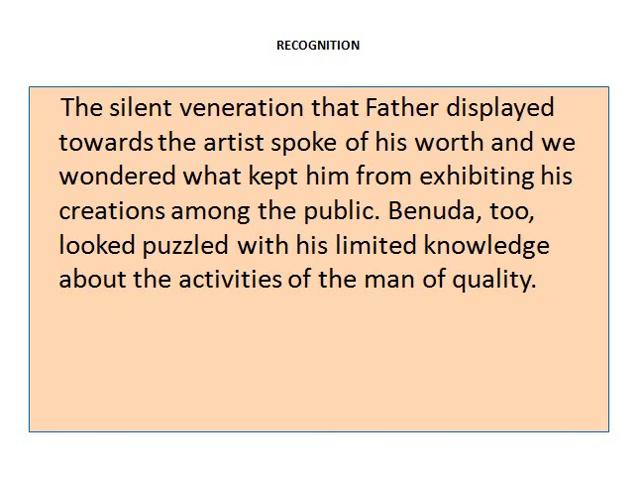 RECOGNITION
The silent veneration that Father displayed
towards the artist spoke of his worth and we
wondered what kept him from exhibiting his
creations among the public. Benuda, too,
looked puzzled with his limited knowledge
about the activities of the man of quality.